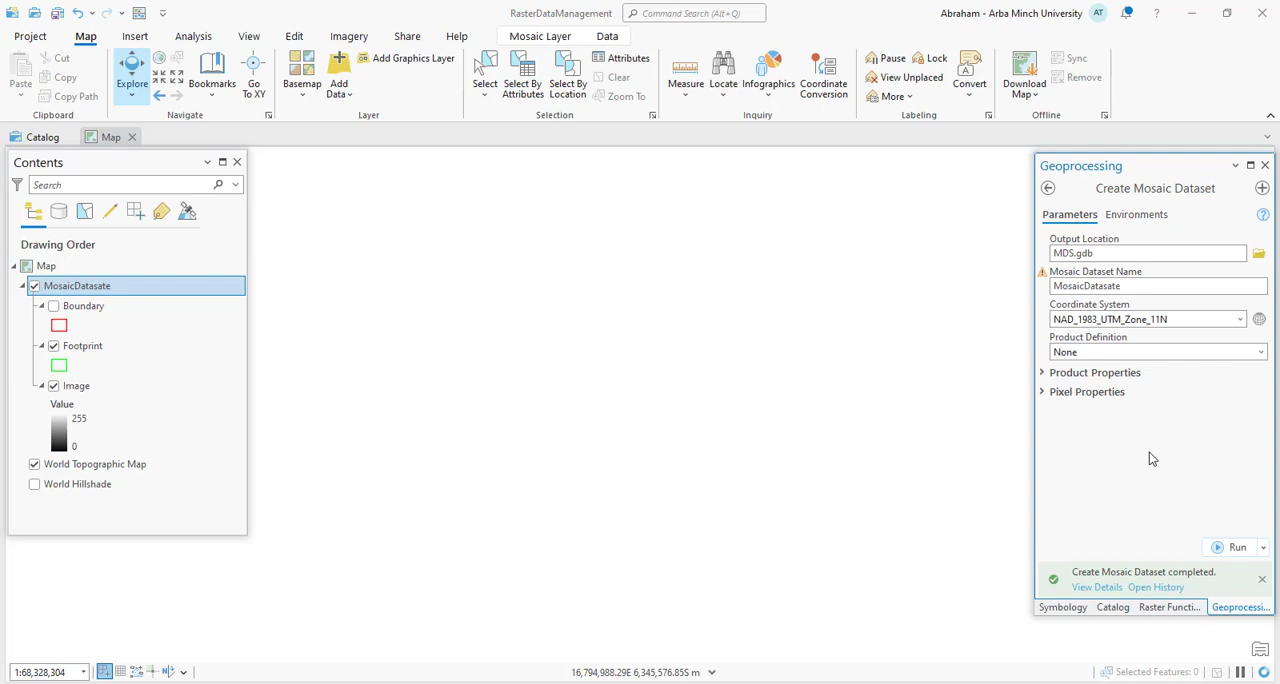 RasterDataManagement
Command Search (Alt+Q)
Abraham - Arba Minch University
AT
?
Project
Map
Insert
Analysis
View
Edit
Imagery
Share
Help
Mosaic Layer
Data
Paste
Cut
Copy
Copy Path
Clipboard
Explore
Bookmarks
Go
To XY
Navigate
Basemap
Add
Data
Add Graphics Layer
Layer
Select
Select By
Attributes
Select By
Location
Attributes
Clear
Zoom To
Selection
Measure
Locate
Infographics
Coordinate
Conversion
Inquiry
Pause
Lock
View Unplaced
More
Convert
Labeling
Download
Map
Sync
Remove
Offline
Catalog
Map
Contents
Search
Drawing Order
Map
MosaicDatasate
Boundary
Footprint
Image
Value
255
0
World Topographic Map
World Hillshade
Geoprocessing
Create Mosaic Dataset
Parameters
Environments
?
Output Location
MDS.gdb
Mosaic Dataset Name
MosaicDatasate
Coordinate System
NAD_1983_UTM_Zone_11N
Product Definition
None
Product Properties
Pixel Properties
Run
Create Mosaic Dataset completed.
View Details Open History
Symbology
Catalog
Raster Functi...
Geoprocessi...
1:68,328,304
16,794,988.29E 6,345,576.85S m
Selected Features: 0